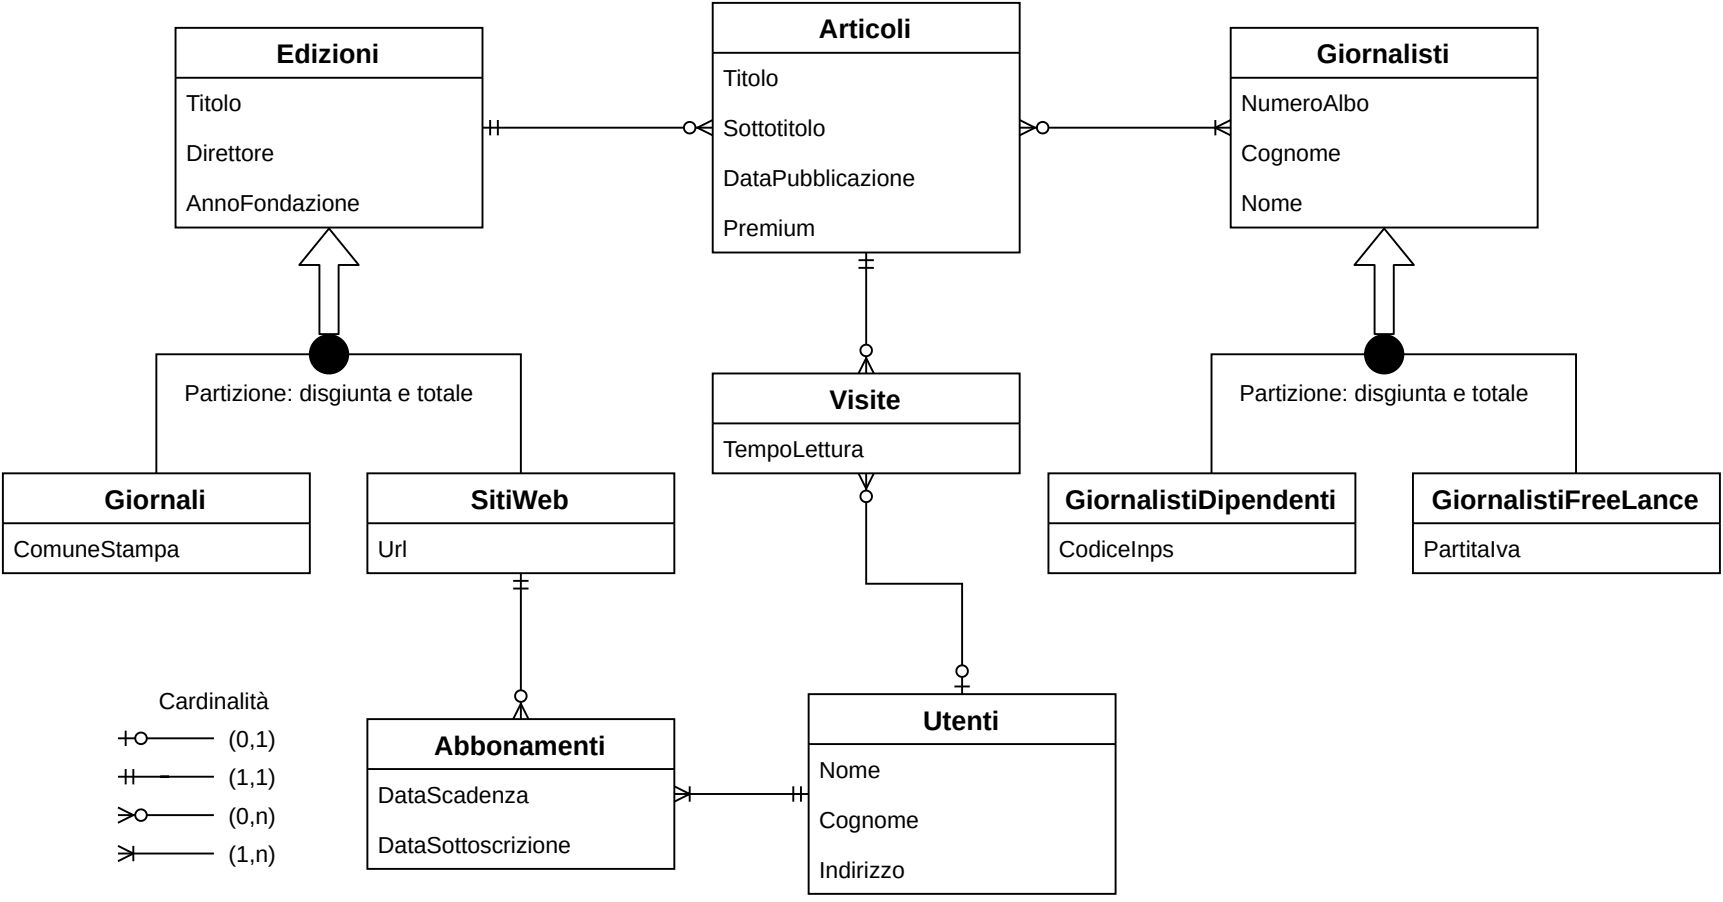 Edizioni
Titolo
Direttore
AnnoFondazione
Articoli
Titolo
Sottotitolo
DataPubblicazione
Premium
Giornalisti
NumeroAlbo
Cognome
Nome
Partizione: disgiunta e totale
Partizione: disgiunta e totale
Visite
TempoLettura
Giornali
ComuneStampa
SitiWeb
Url
GiornalistiDipendenti
CodiceInps
GiornalistiFreeLance
PartitaIva
Cardinalità
(0,1)
(1,1)
(0,n)
(1,n)
Abbonamenti
DataScadenza
DataSottoscrizione
Utenti
Nome
Cognome
Indirizzo